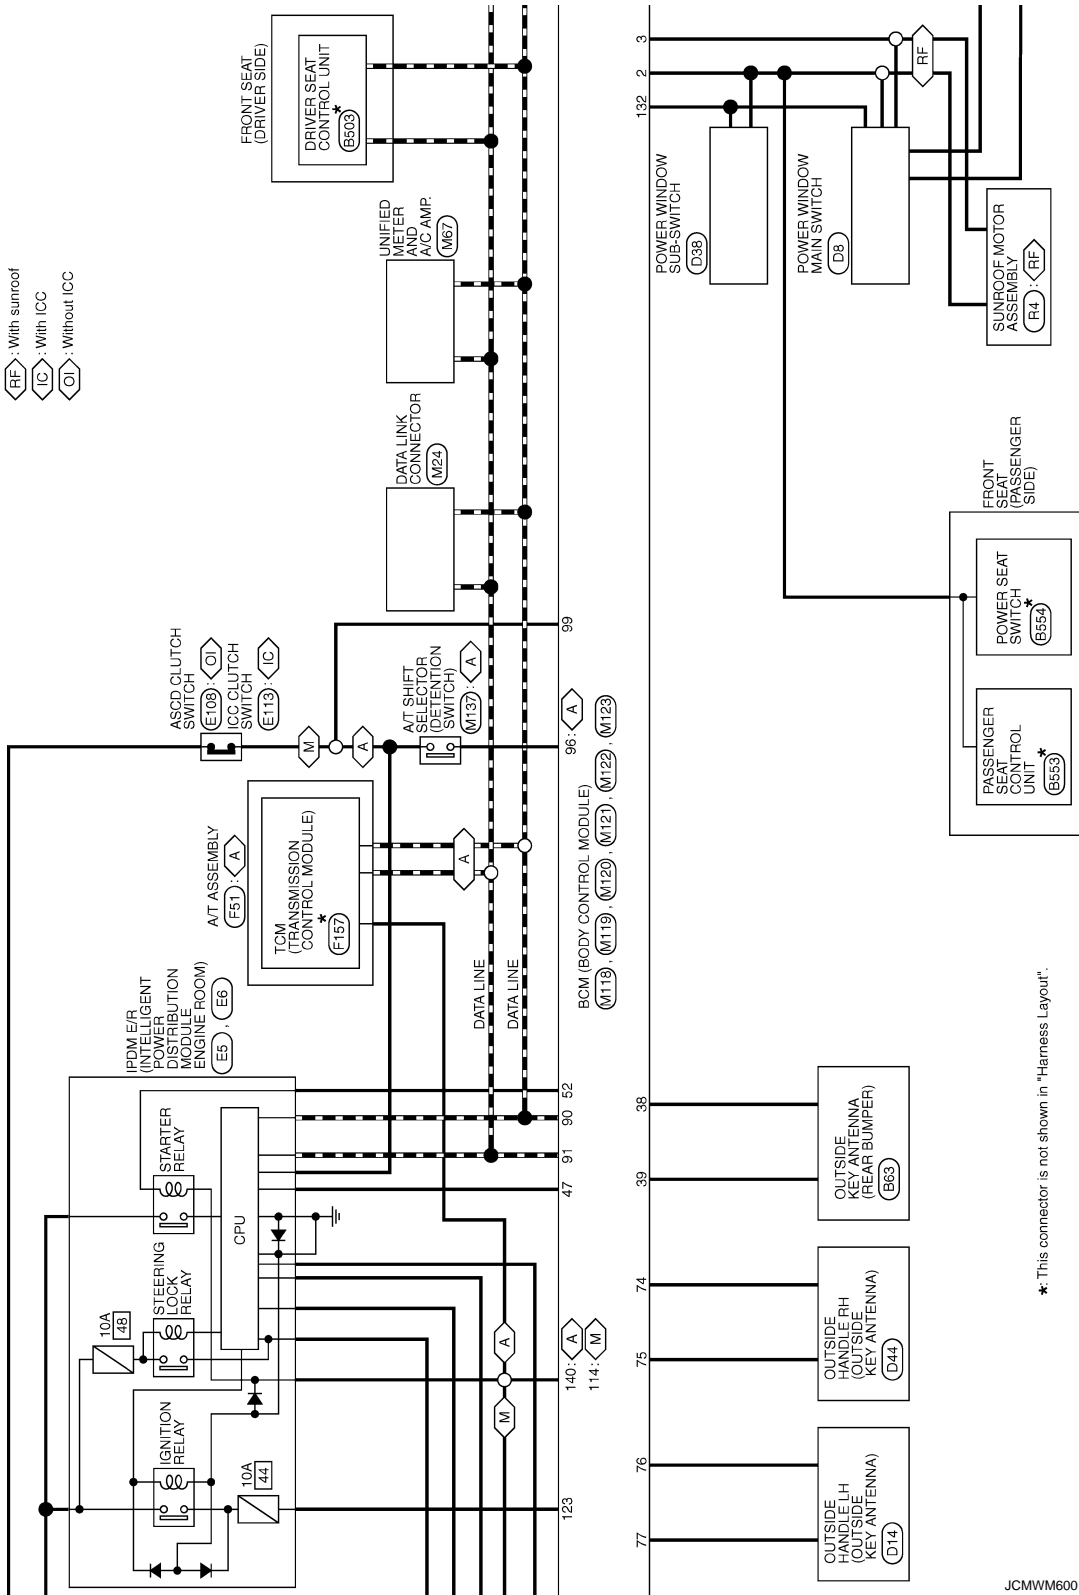 RF : With sunroof
IC : With ICC
OI : Without ICC
IPDM E/R
(INTELLIGENT
POWER
DISTRIBUTION
MODULE
ENGINE ROOM)
E5 , E6
IGNITION
RELAY
10A
44
10A
48
STEERING
LOCK
RELAY
STARTER
RELAY
CPU
A/T ASSEMBLY
F51 : A
TCM
(TRANSMISSION
CONTROL MODULE)
*
F157
A
ASCD CLUTCH
SWITCH
E108 : OI
ICC CLUTCH
SWITCH
E113 : IC
M
A
A/T SHIFT
SELECTOR
(DETENTION
SWITCH)
M137 : A
DATA LINK
CONNECTOR
M24
UNIFIED
METER
AND
A/C AMP.
M67
FRONT SEAT
(DRIVER SIDE)
DRIVER SEAT
CONTROL UNIT
*
B503
DATA LINE
DATA LINE
M
A
123
140: A
114: M
47
91
90
52
96: A
99
BCM (BODY CONTROL MODULE)
M118 , M119 , M120 , M121 , M122 , M123
77
76
75
74
39
38
132
2
3
OUTSIDE
HANDLE LH
(OUTSIDE
KEY ANTENNA)
D14
OUTSIDE
HANDLE RH
(OUTSIDE
KEY ANTENNA)
D44
OUTSIDE
KEY ANTENNA
(REAR BUMPER)
B63
POWER WINDOW
SUB-SWITCH
D38
POWER WINDOW
MAIN SWITCH
D8
RF
SUNROOF MOTOR
ASSEMBLY
R4 : RF
FRONT
SEAT
(PASSENGER
SIDE)
PASSENGER
SEAT
CONTROL
UNIT
*
B553
POWER SEAT
SWITCH
*
B554
*: This connector is not shown in "Harness Layout".
JCMWM600